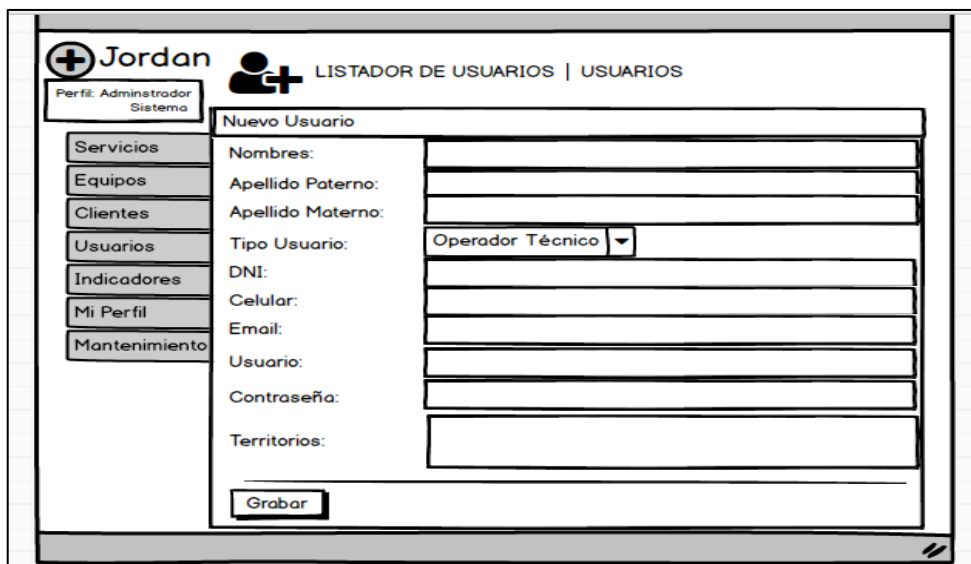 Jordan
LISTADOR DE USUARIOS | USUARIOS
Perfil: Adminstrador
Sistema
Nuevo Usuario
Servicios
Equipos
Clientes
Usuarios
Indicadores
Mi Perfil
Mantenimiento
Nombres:
Apellido Paterno:
Apellido Materno:
Tipo Usuario: Operador Técnico
DNI:
Celular:
Email:
Usuario:
Contraseña:
Territorios:
Grabar